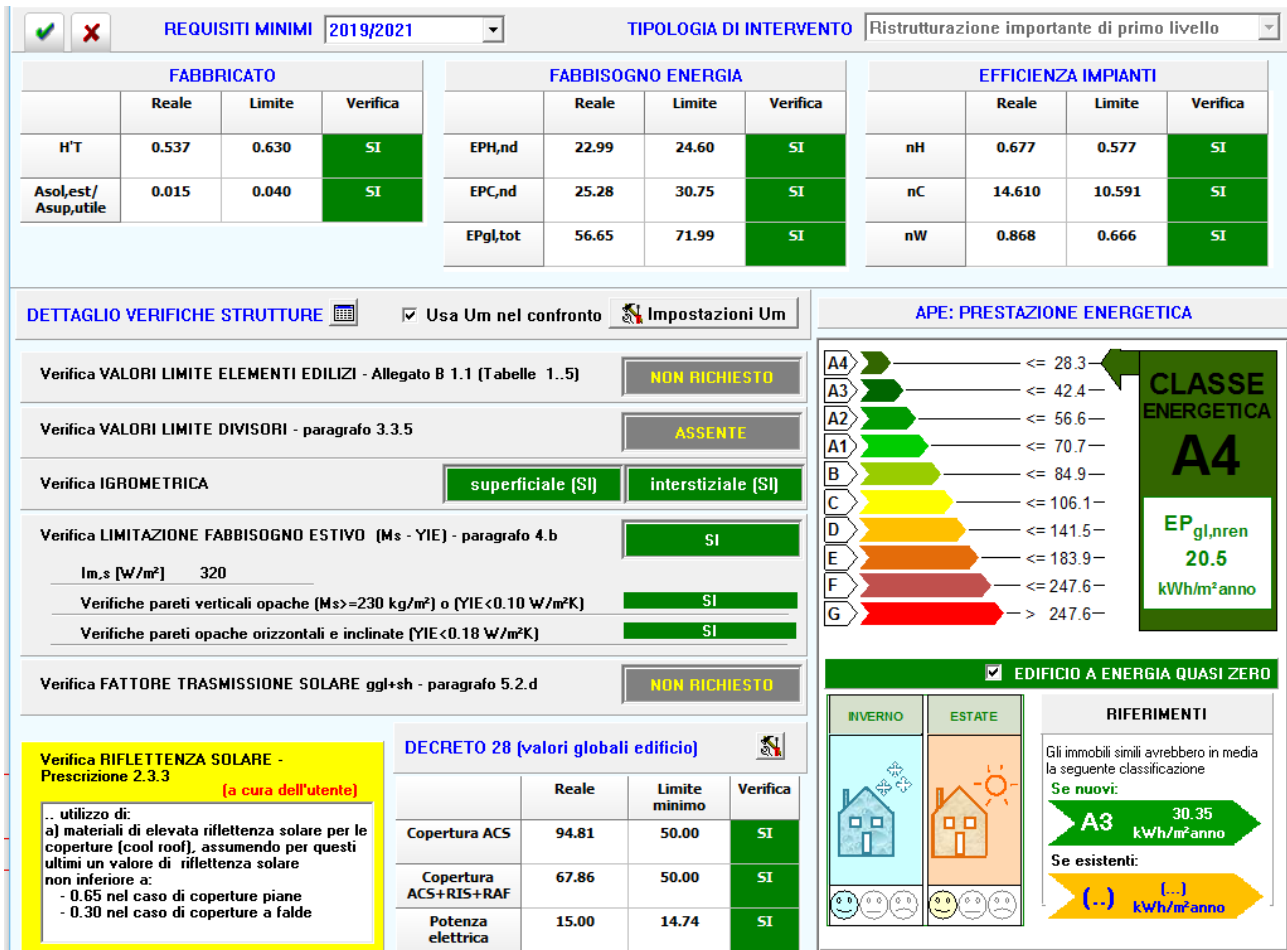 REQUISITI MINIMI 2019/2021 TIPOLOGIA DI INTERVENTO Ristrutturazione importante di primo livello
FABBRICATO
Reale Limite Verifica
H'T 0.537 0.630 SI
Asol,est/
Asup,utile 0.015 0.040 SI
FABBISOGNO ENERGIA
Reale Limite Verifica
EPH,nd 22.99 24.60 SI
EPC,nd 25.28 30.75 SI
EPgl,tot 56.65 71.99 SI
EFFICIENZA IMPIANTI
Reale Limite Verifica
nH 0.677 0.577 SI
nC 14.610 10.591 SI
nW 0.868 0.666 SI
DETTAGLIO VERIFICHE STRUTTURE Usa Um nel confronto Impostazioni Um
Verifica VALORI LIMITE ELEMENTI EDILIZI - Allegato B 1.1 (Tabelle 1..5) NON RICHIESTO
Verifica VALORI LIMITE DIVISORI - paragrafo 3.3.5 ASSENTE
Verifica IGROMETRICA superficiale (SI) interstiziale (SI)
Verifica LIMITAZIONE FABBISOGNO ESTIVO (Ms - YIE) - paragrafo 4.b SI
Im,s [W/m²] 320
Verifiche pareti verticali opache (Ms>=230 kg/m²) o (YIE<0.10 W/m²K) SI
Verifiche pareti opache orizzontali e inclinate (YIE<0.18 W/m²K) SI
Verifica FATTORE TRASMISSIONE SOLARE ggl+sh - paragrafo 5.2.d NON RICHIESTO
Verifica RIFLETTENZA SOLARE -
Prescrizione 2.3.3
(a cura dell'utente)
.. utilizzo di:
a) materiali di elevata riflettenza solare per le
coperture (cool roof), assumendo per questi
ultimi un valore di riflettenza solare
non inferiore a:
- 0.65 nel caso di coperture piane
- 0.30 nel caso di coperture a falde
DECRETO 28 (valori globali edificio)
Reale Limite
minimo Verifica
Copertura ACS 94.81 50.00 SI
Copertura
ACS+RIS+RAF 67.86 50.00 SI
Potenza
elettrica 15.00 14.74 SI
APE: PRESTAZIONE ENERGETICA
A4 <= 28.3
A3 <= 42.4
A2 <= 56.6
A1 <= 70.7
B <= 84.9
C <= 106.1
D <= 141.5
E <= 183.9
F <= 247.6
G > 247.6
CLASSE
ENERGETICA
A4
EPgl,nren
20.5
kWh/m²anno
EDIFICIO A ENERGIA QUASI ZERO
INVERNO ESTATE
RIFERIMENTI
Gli immobili simili avrebbero in media
la seguente classificazione
Se nuovi:
A3 30.35
kWh/m²anno
Se esistenti:
(..) (...)
kWh/m²anno